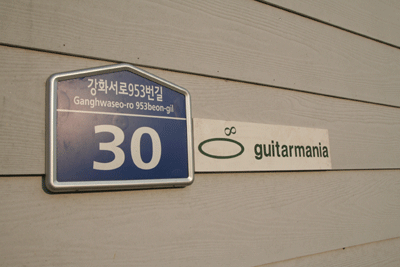 강화서로953번길
Ganghwaseo-ro 953beon-gil
30
guitarmania